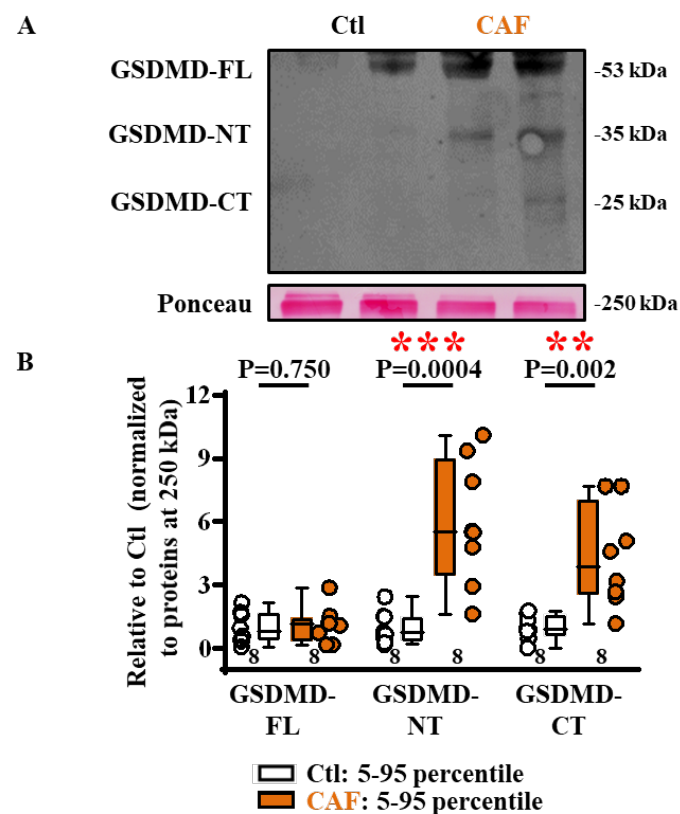 A
Ctl CAF
GSDMD-FL -53 kDa
GSDMD-NT -35 kDa
GSDMD-CT -25 kDa
Ponceau -250 kDa
*** **
B
P=0.750 P=0.0004 P=0.002
Relative to Ctl (normalized
to proteins at 250 kDa)
12
9
6
3
0
8 8 8 8 8 8
GSDMD- GSDMD- GSDMD-
FL NT CT
Ctl: 5-95 percentile
CAF: 5-95 percentile